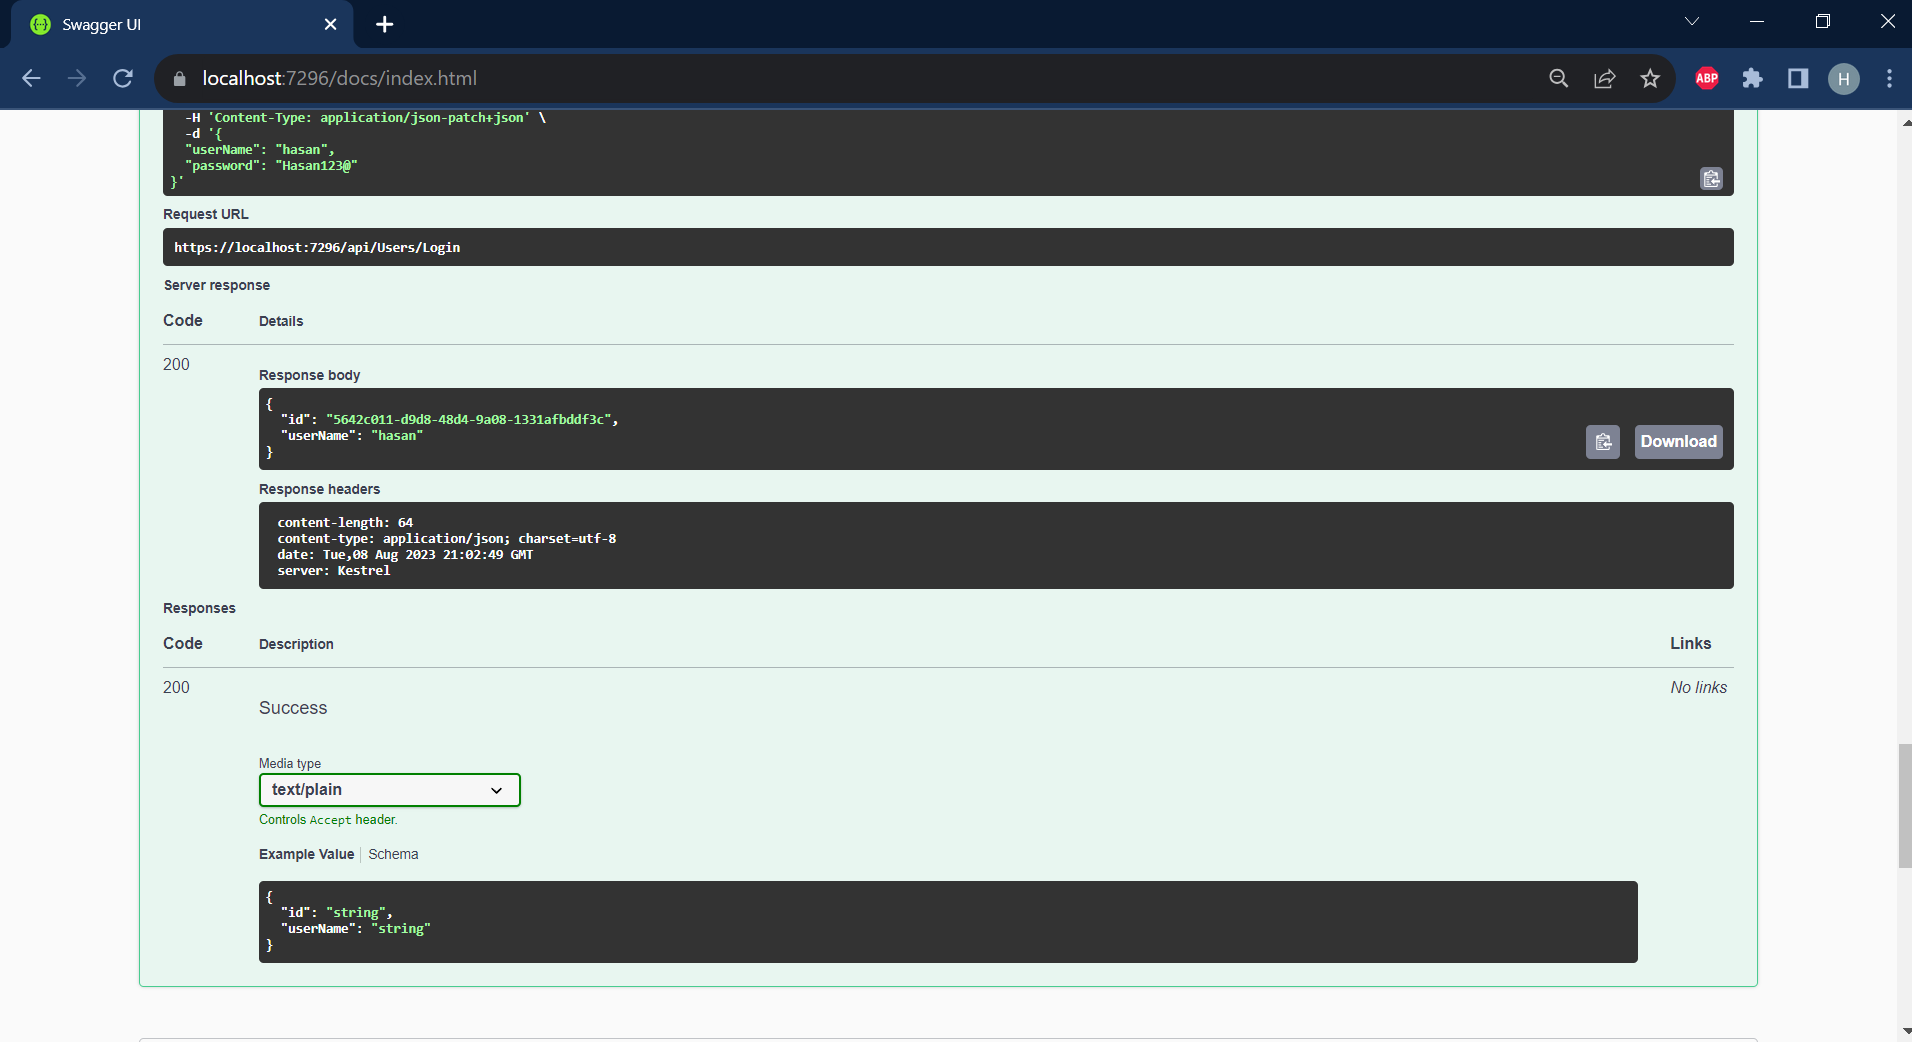 Swagger UI
localhost:7296/docs/index.html
ABP
H
-H 'Content-Type: application/json-patch+json' \
-d '{
"userName": "hasan",
"password": "Hasan123@"
}'
Request URL
https://localhost:7296/api/Users/Login
Server response
Code Details
200
Response body
{
"id": "5642c011-d9d8-48d4-9a08-1331afbddf3c",
"userName": "hasan"
}
Download
Response headers
content-length: 64
content-type: application/json; charset=utf-8
date: Tue,08 Aug 2023 21:02:49 GMT
server: Kestrel
Responses
Code Description Links
200 No links
Success
Media type
text/plain
Controls Accept header.
Example Value Schema
{
"id": "string",
"userName": "string"
}